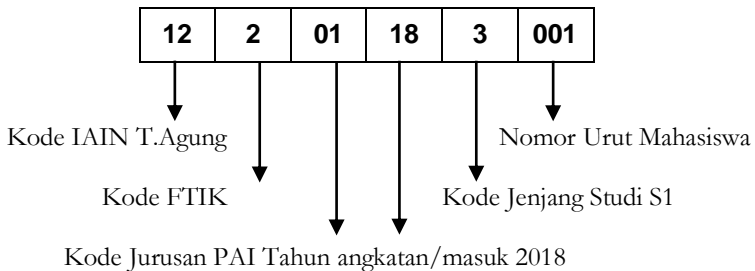 12 2 01 18 3 001
Kode IAIN T.Agung Nomor Urut Mahasiswa
Kode FTIK Kode Jenjang Studi S1
Kode Jurusan PAI Tahun angkatan/masuk 2018